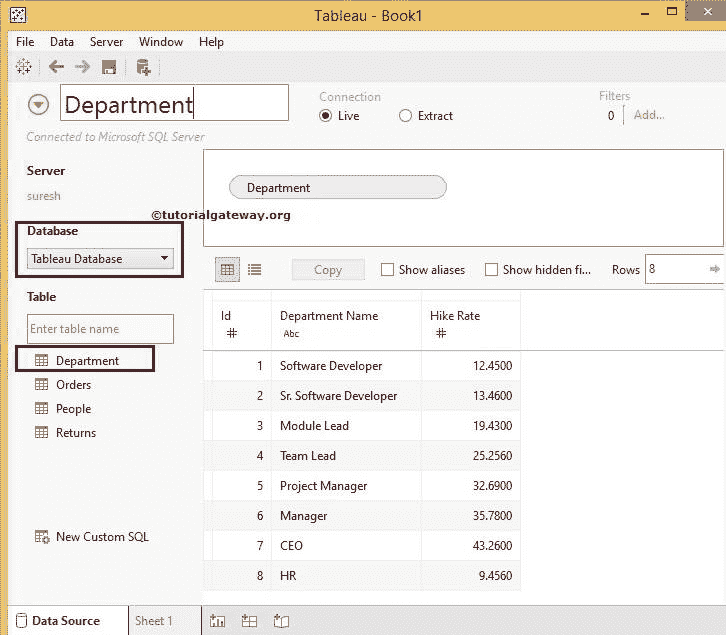 Tableau - Book1
File Data Server Window Help
Department
Connection
Live Extract
Filters
0 Add...
Connected to Microsoft SQL Server
Server
suresh
Department
©tutorialgateway.org
Database
Tableau Database
Copy Show aliases Show hidden fi... Rows 8
Table
Enter table name
Department
Orders
People
Returns
New Custom SQL
Id Department Name Hike Rate
# Abc #
1 Software Developer 12.4500
2 Sr. Software Developer 13.4600
3 Module Lead 19.4300
4 Team Lead 25.2560
5 Project Manager 32.6900
6 Manager 35.7800
7 CEO 43.2600
8 HR 9.4560
Data Source Sheet 1